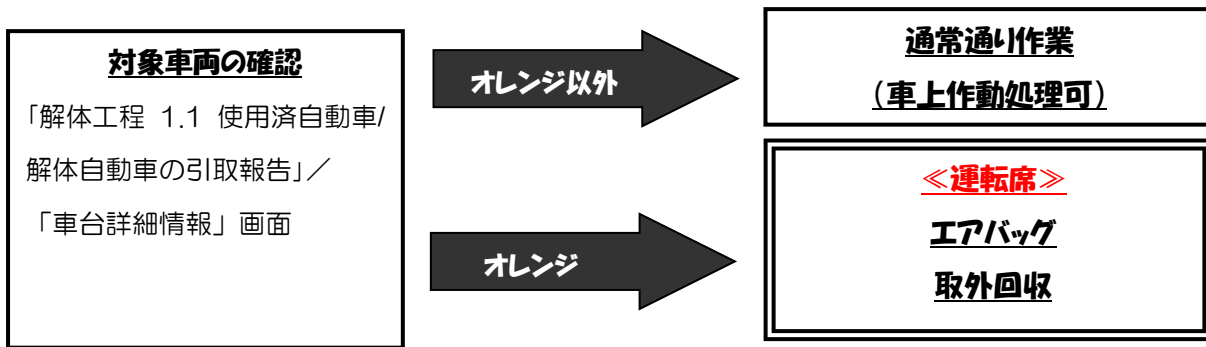 対象車両の確認
「解体工程 1.1 使用済自動車/
解体自動車の引取報告」／
「車台詳細情報」画面
オレンジ以外
通常通り作業
(車上作動処理可)
オレンジ
≪運転席≫
エアバッグ
取外回収